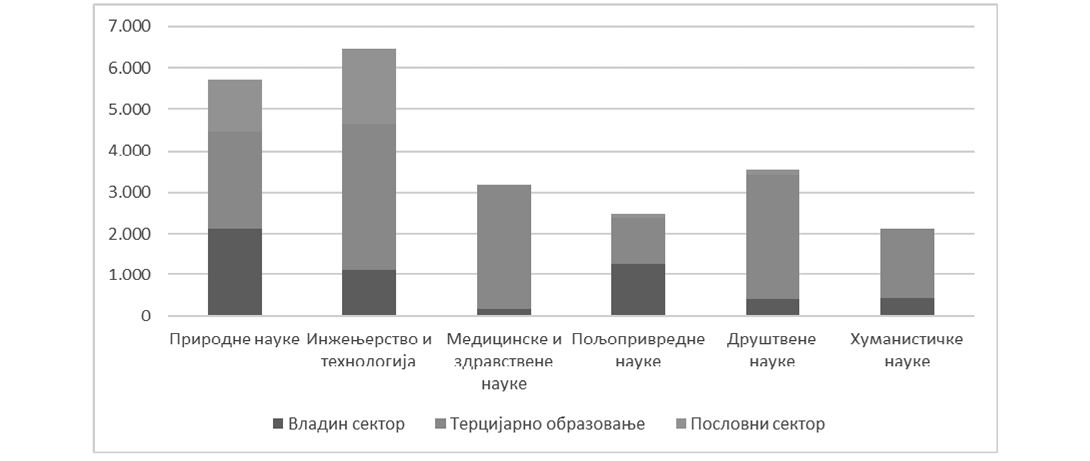 7.000
6.000
5.000
4.000
3.000
2.000
1.000
0
Природне науке Инжењерство и Медицинске и Пољопривредне Друштвене Хуманистичке
технологија здравствене науке науке науке
науке
Владин сектор Терцијарно образовање Пословни сектор